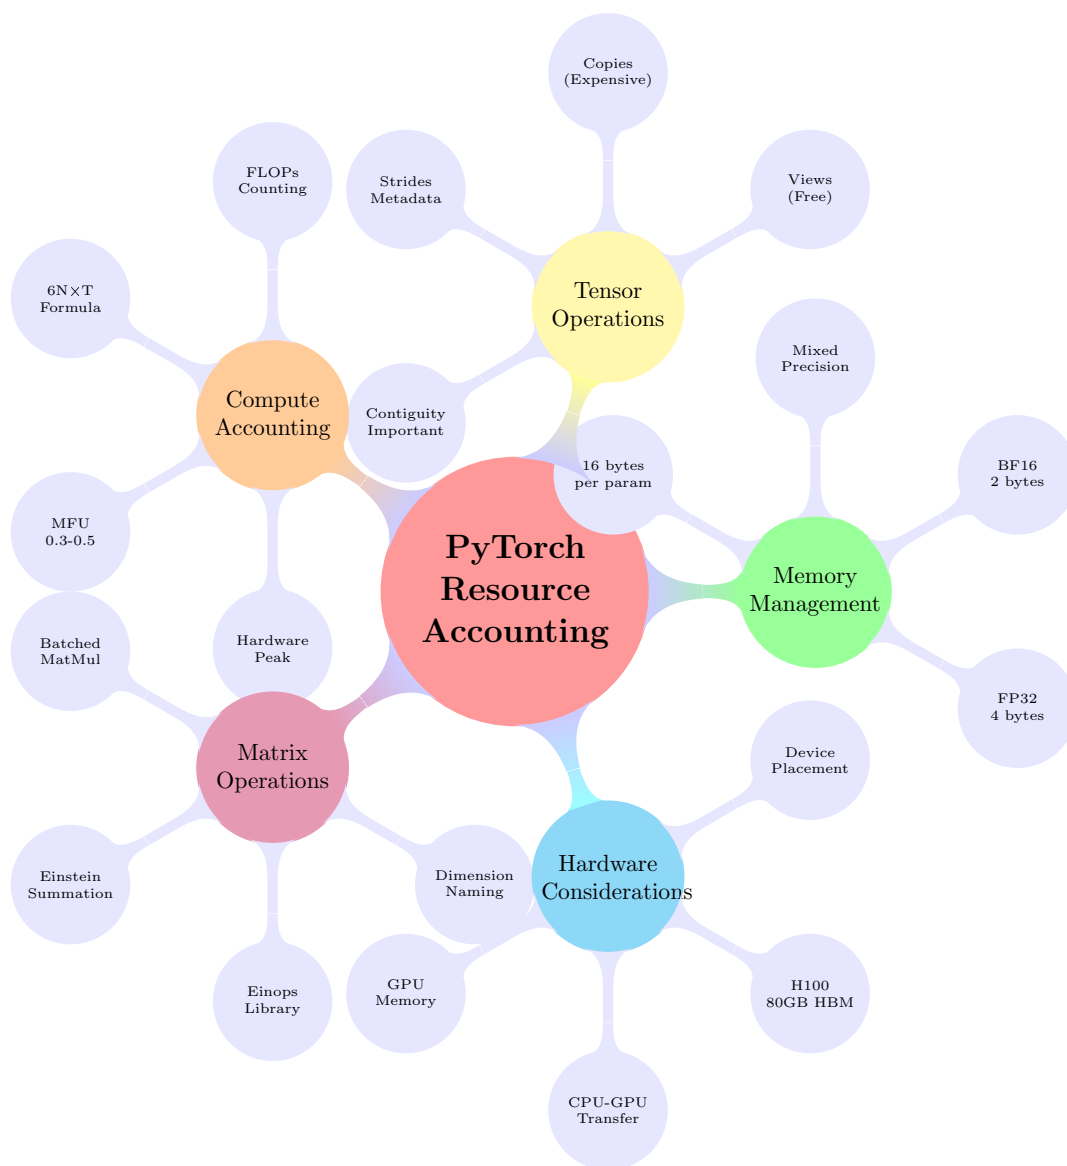 Copies
(Expensive)
FLOPs
Counting
Strides
Metadata
Views
(Free)
6N×T
Formula
Tensor
Operations
Mixed
Precision
Compute
Accounting
Contiguity
Important
16 bytes
per param
BF16
2 bytes
MFU
0.3-0.5
PyTorch
Resource
Accounting
Memory
Management
Batched
MatMul
Hardware
Peak
FP32
4 bytes
Matrix
Operations
Device
Placement
Einstein
Summation
Dimension
Naming
Hardware
Considerations
Einops
Library
GPU
Memory
H100
80GB HBM
CPU-GPU
Transfer